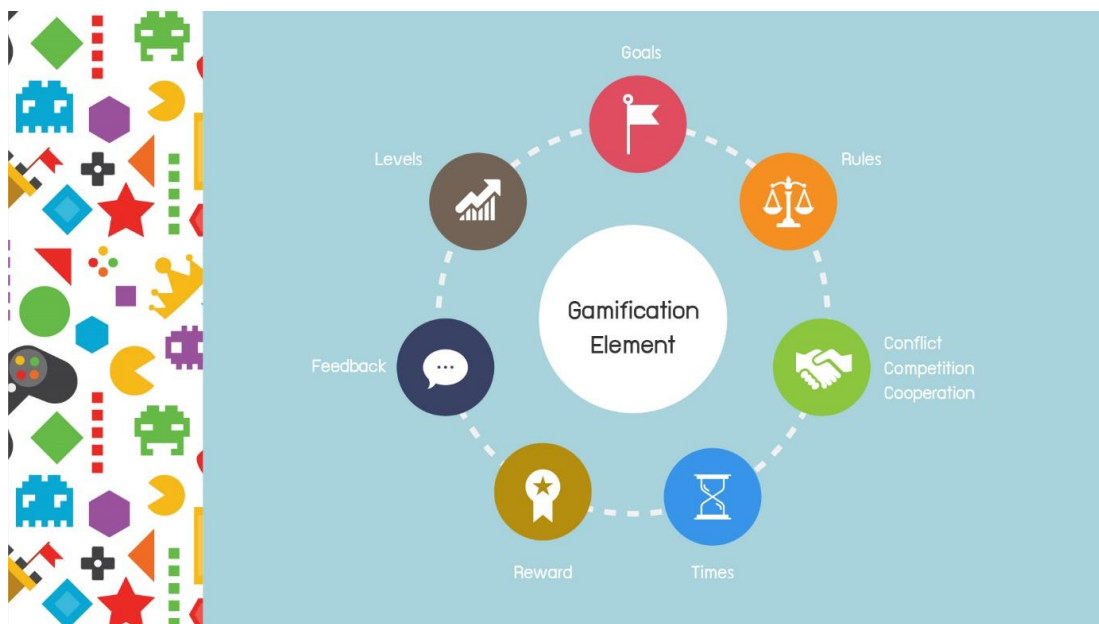 Goals
Levels
Rules
Gamification
Element
Feedback
Conflict
Competition
Cooperation
Reward
Times